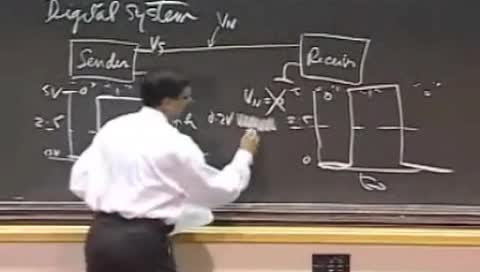 Digital System
VN
Sender VS Receiver
5V "0" "1" VN = 0 "0" "1" "0"
2.5 0.2V 2.5
0V 0